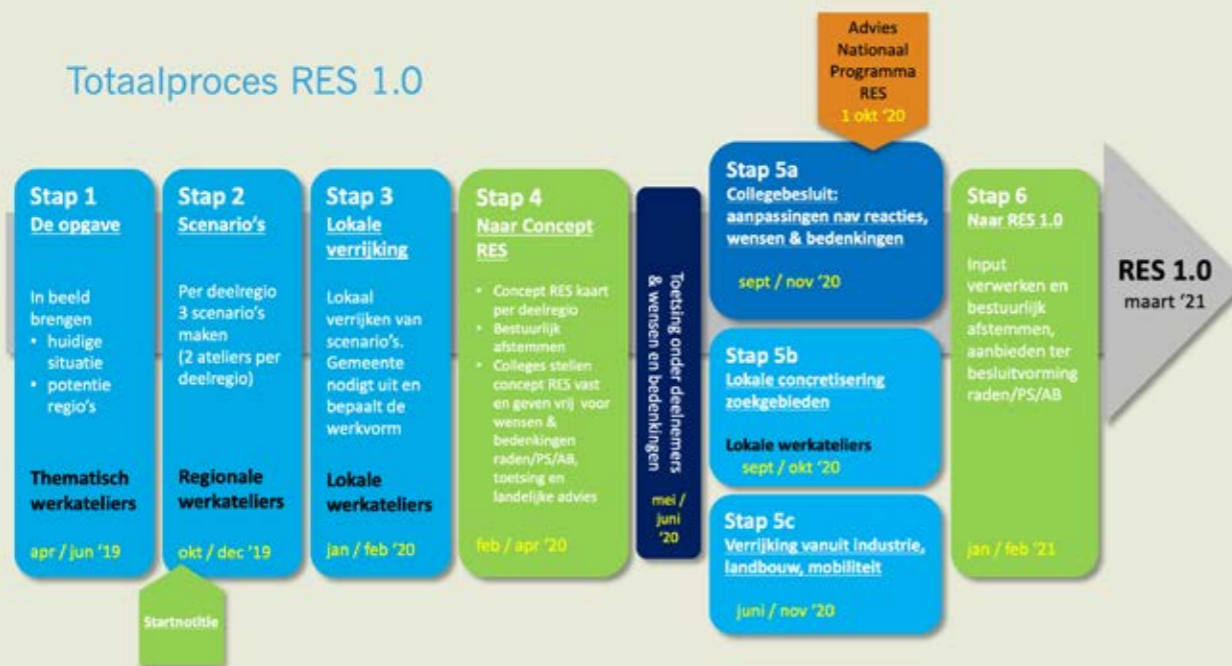 Totaalproces RES 1.0
Advies
Nationaal
Programma
RES
1 okt '20
Stap 1
De opgave
In beeld
brengen
• huidige
situatie
• potentie
regio's
Thematisch
werkateliers
apr / jun '19
Stap 2
Scenario's
Per deelregio
3 scenario's
maken
(2 ateliers per
deelregio)
Regionale
werkateliers
okt / dec '19
Startnotitie
Stap 3
Lokale
verrijking
Lokaal
verrijken van
scenario's.
Gemeente
nodigt uit en
bepaalt de
werkvorm
Lokale
werkateliers
jan / feb '20
Stap 4
Naar Concept
RES
• Concept RES kaart
per deelregio
• Bestuurlijk
afstemmen
• Colleges stellen
concept RES vast
en geven vrij voor
wensen &
bedenkingen
raden/PS/AB,
toetsing en
landelijke advies
feb / apr '20
Toetsing onder deelnemers
& wensen en bedenkingen
mei /
juni
'20
Stap 5a
Collegebesluit:
aanpassingen nav reacties,
wensen & bedenkingen
sept / nov '20
Stap 5b
Lokale concretisering
zoekgebieden
Lokale werkateliers
sept / okt '20
Stap 5c
Verrijking vanuit industrie,
landbouw, mobiliteit
juni / nov '20
Stap 6
Naar RES 1.0
Input
verwerken en
bestuurlijk
afstemmen,
aanbieden ter
besluitvorming
raden/PS/AB
jan / feb '21
RES 1.0
maart '21